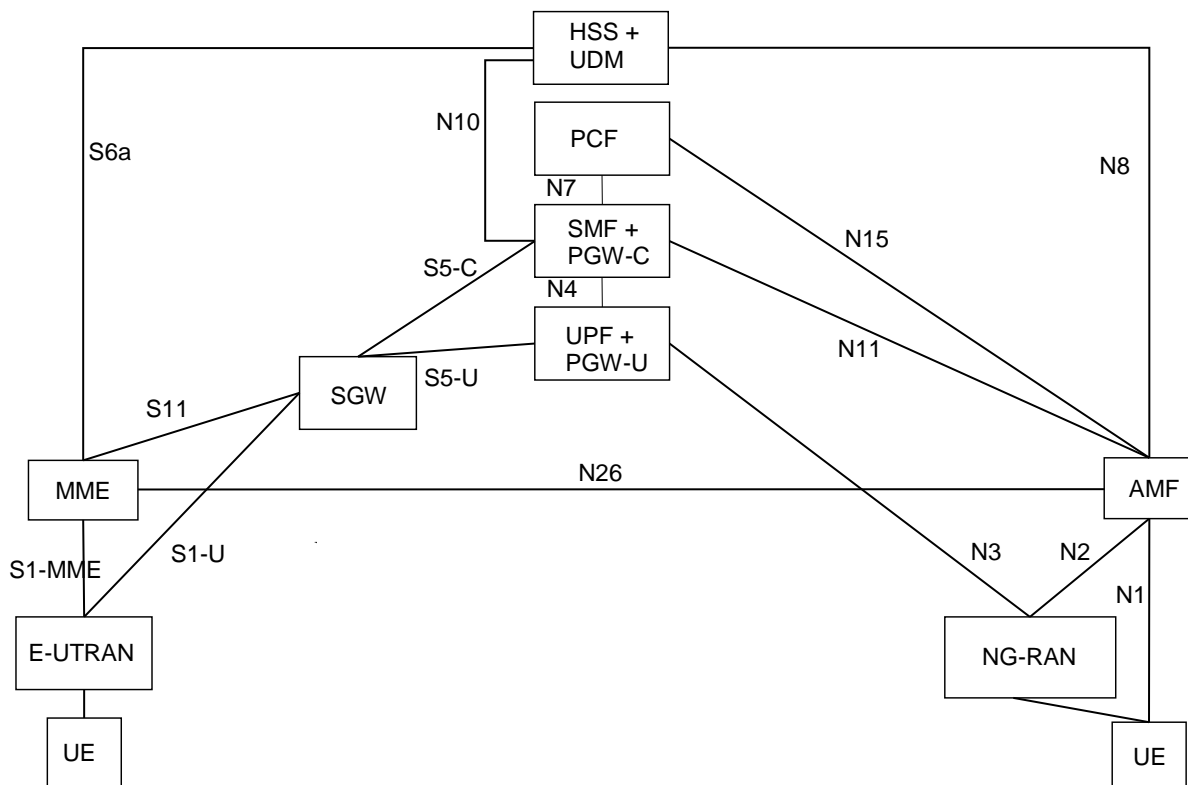 HSS +
UDM
N10
PCF
S6a
N8
N7
SMF +
PGW-C
N15
S5-C
N4
UPF +
PGW-U
N11
S5-U
SGW
S11
N26
MME
AMF
S1-U
N3
N2
S1-MME
N1
E-UTRAN
NG-RAN
UE
UE